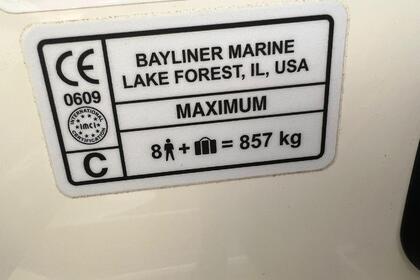 CE
0609
INTERNATIONAL
IMCI
CERTIFICATION
C
BAYLINER MARINE
LAKE FOREST, IL, USA
MAXIMUM
8 + = 857 kg